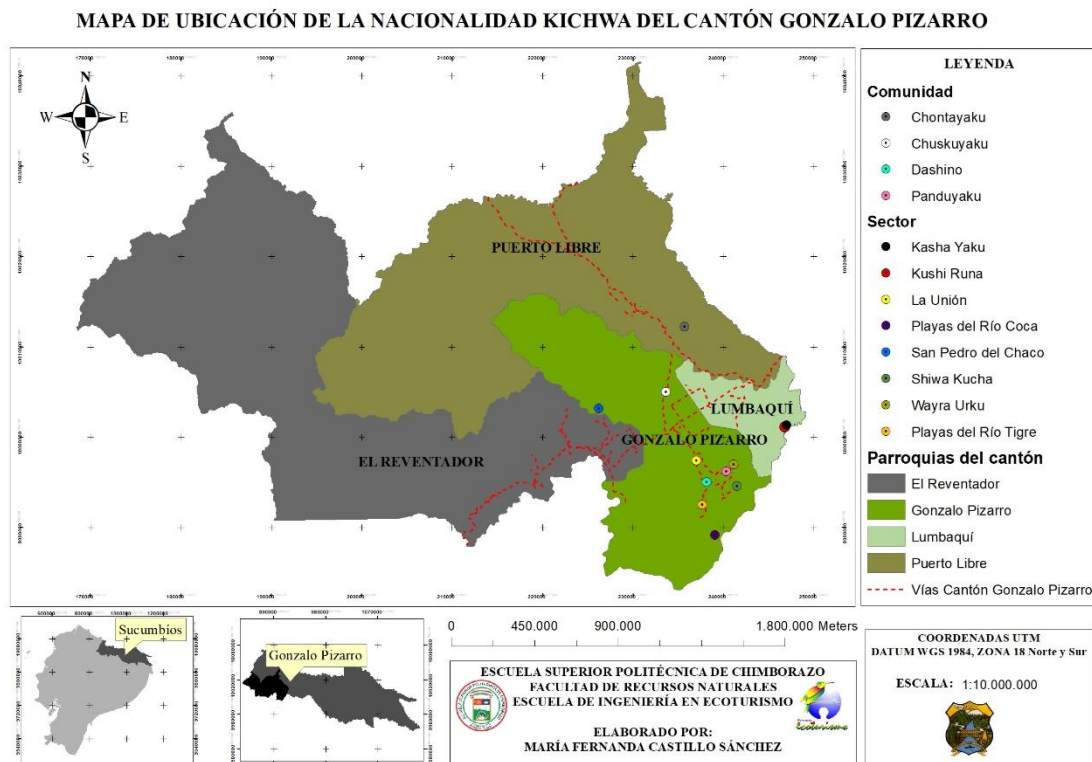 MAPA DE UBICACIÓN DE LA NACIONALIDAD KICHWA DEL CANTÓN GONZALO PIZARRO
N
W
E
S
PUERTO LIBRE
LUMBAQUÍ
GONZALO PIZARRO
EL REVENTADOR
LEYENDA
Comunidad
Chontayaku
Chuskuyaku
Dashino
Panduyaku
Sector
Kasha Yaku
Kushi Runa
La Unión
Playas del Río Coca
San Pedro del Chaco
Shiwa Kucha
Wayra Urku
Playas del Río Tigre
Parroquias del cantón
El Reventador
Gonzalo Pizarro
Lumbaquí
Puerto Libre
Vías Cantón Gonzalo Pizarro
Sucumbios
Gonzalo Pizarro
0 450.000 900.000 1.800.000 Meters
ESCUELA SUPERIOR POLITÉCNICA DE CHIMBORAZO
FACULTAD DE RECURSOS NATURALES
ESCUELA DE INGENIERÍA EN ECOTURISMO
ELABORADO POR:
MARÍA FERNANDA CASTILLO SÁNCHEZ
Ecoturismo
COORDENADAS UTM
DATUM WGS 1984, ZONA 18 Norte y Sur
ESCALA: 1:10.000.000